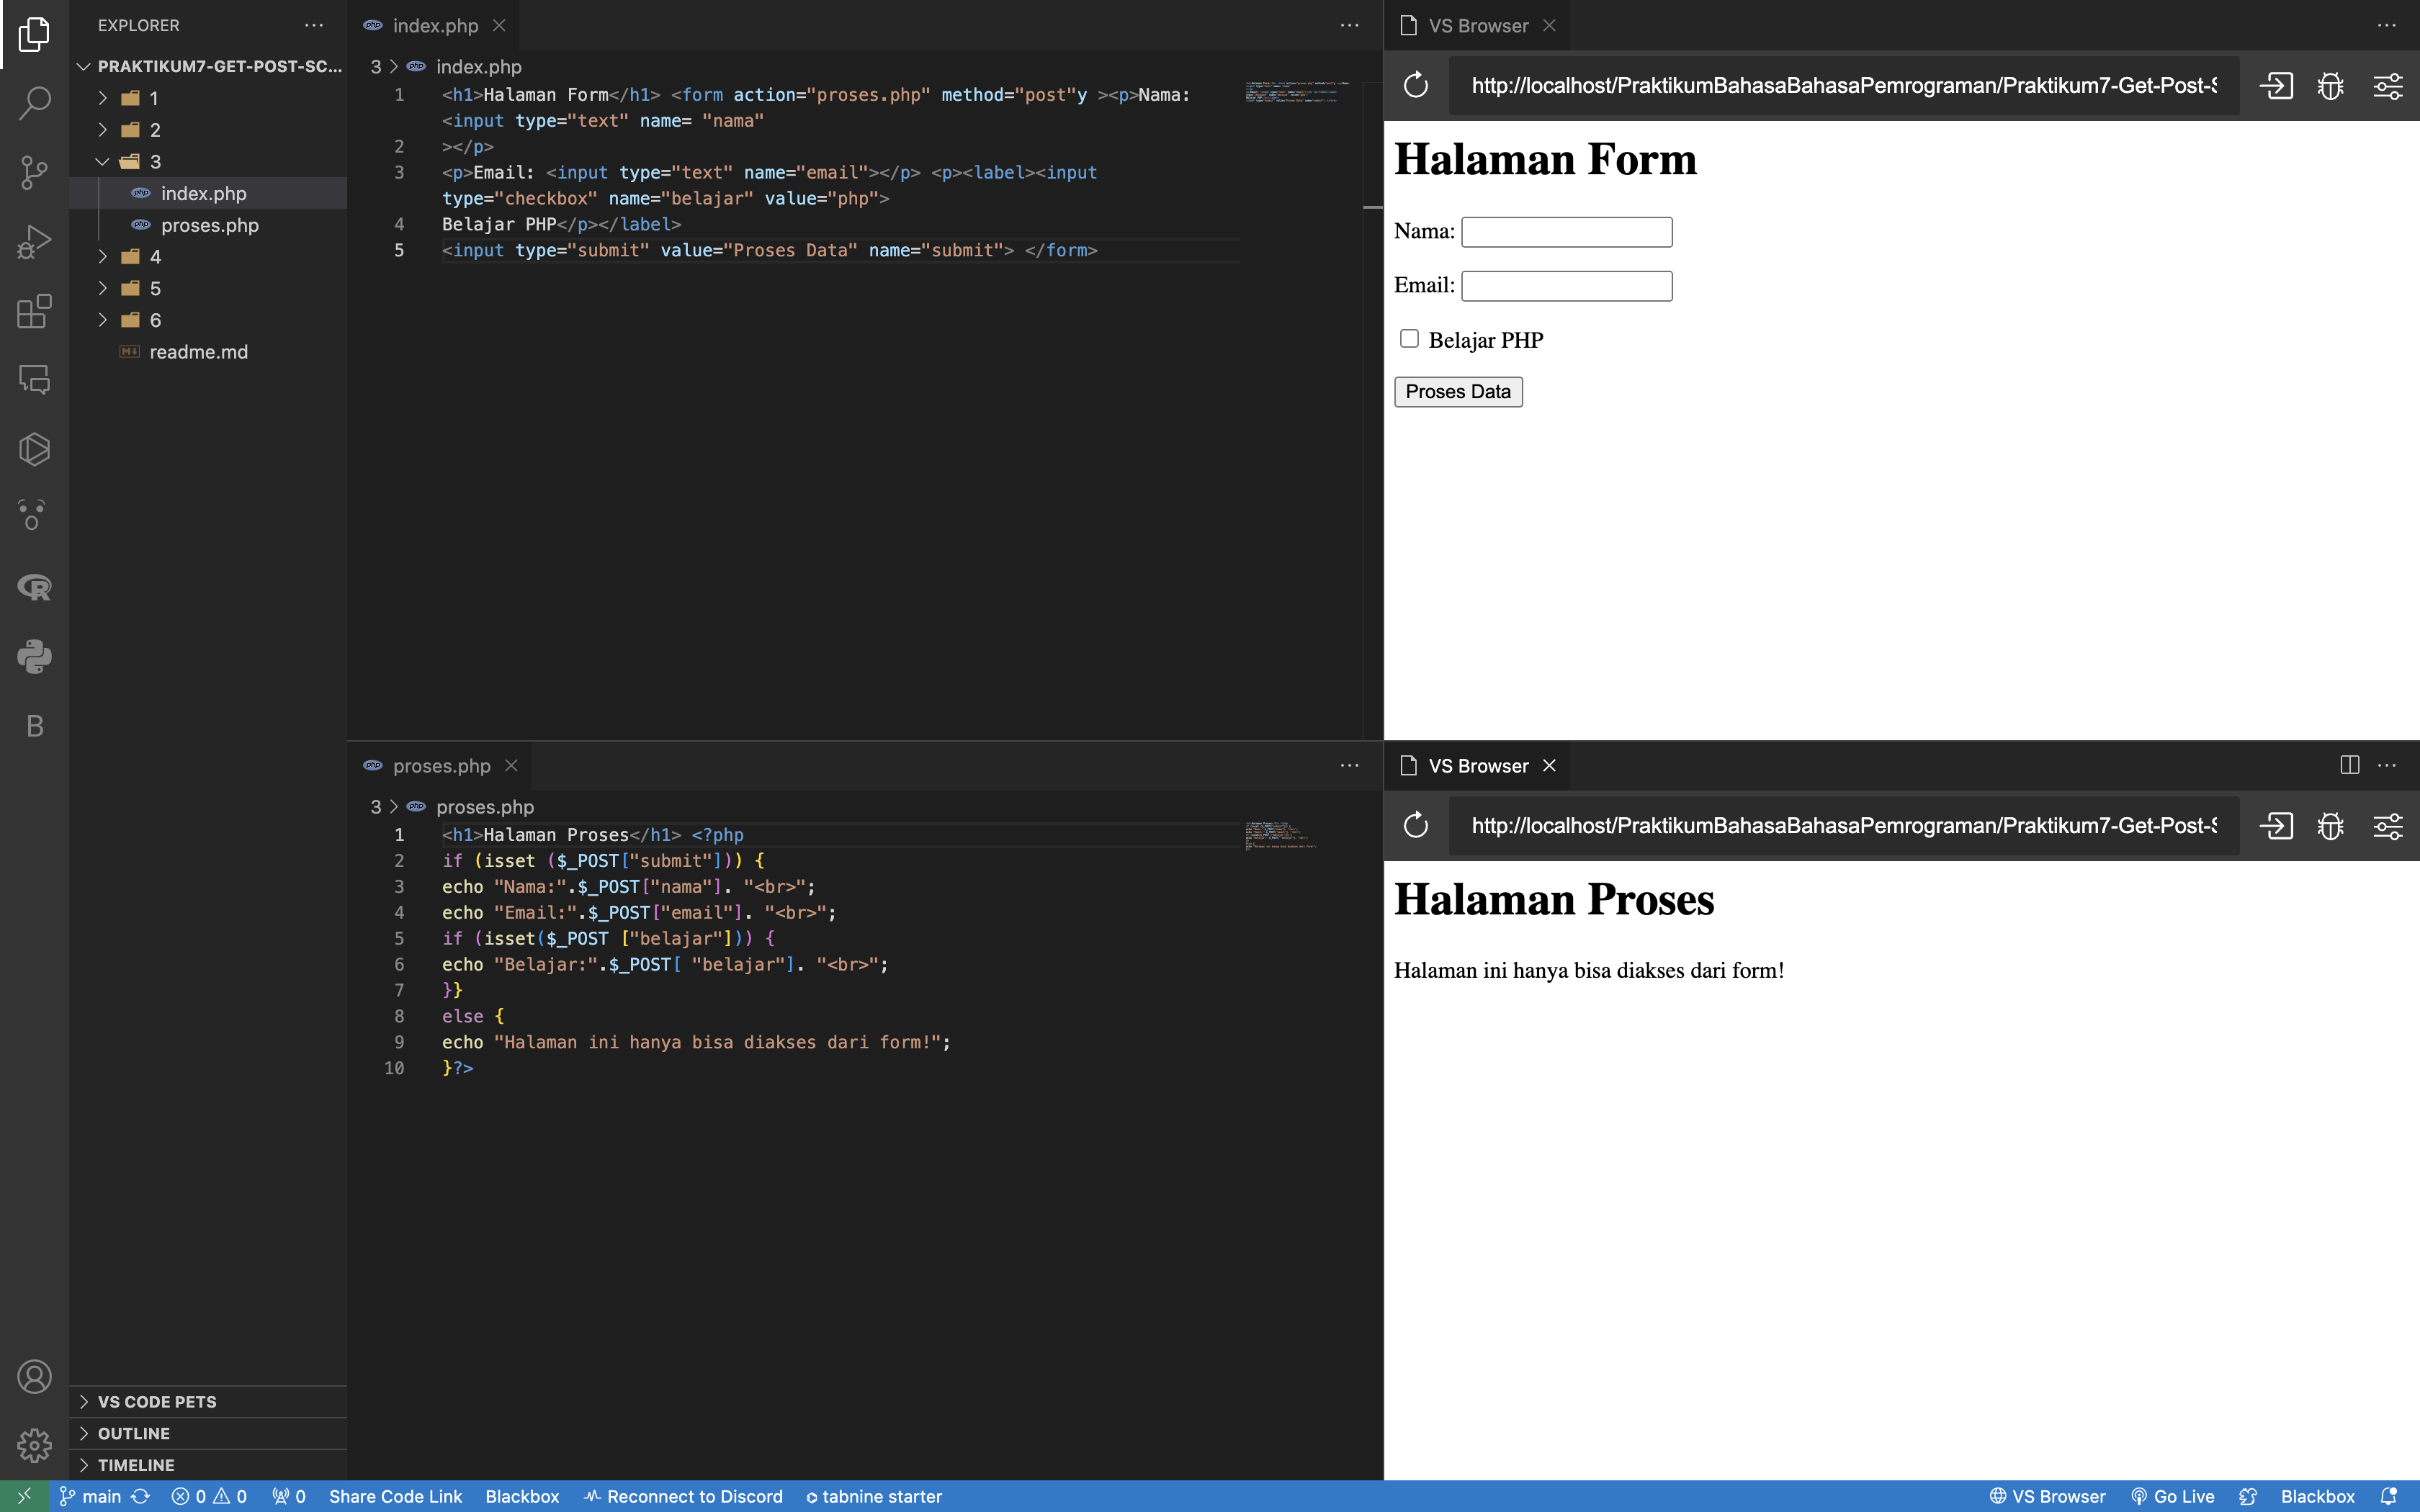 EXPLORER
PRAKTIKUM7-GET-POST-SC...
1
2
3
index.php
proses.php
4
5
6
readme.md
VS CODE PETS
OUTLINE
TIMELINE
index.php
3 > index.php
1 <h1>Halaman Form</h1> <form action="proses.php" method="post"y ><p>Nama:
<input type="text" name= "nama"
2 ></p>
3 <p>Email: <input type="text" name="email"></p> <p><label><input
type="checkbox" name="belajar" value="php">
4 Belajar PHP</p></label>
5 <input type="submit" value="Proses Data" name="submit"> </form>
VS Browser
http://localhost/PraktikumBahasaBahasaPemrograman/Praktikum7-Get-Post-S
Halaman Form
Nama:
Email:
Belajar PHP
Proses Data
proses.php
3 > proses.php
1 <h1>Halaman Proses</h1> <?php
2 if (isset ($_POST["submit"])) {
3 echo "Nama:".$_POST["nama"]. "<br>";
4 echo "Email:".$_POST["email"]. "<br>";
5 if (isset($_POST ["belajar"])) {
6 echo "Belajar:".$_POST[ "belajar"]. "<br>";
7 }}
8 else {
9 echo "Halaman ini hanya bisa diakses dari form!";
10 }?>
VS Browser
http://localhost/PraktikumBahasaBahasaPemrograman/Praktikum7-Get-Post-S
Halaman Proses
Halaman ini hanya bisa diakses dari form!
main 0 0 0 Share Code Link Blackbox Reconnect to Discord tabnine starter VS Browser Go Live Blackbox